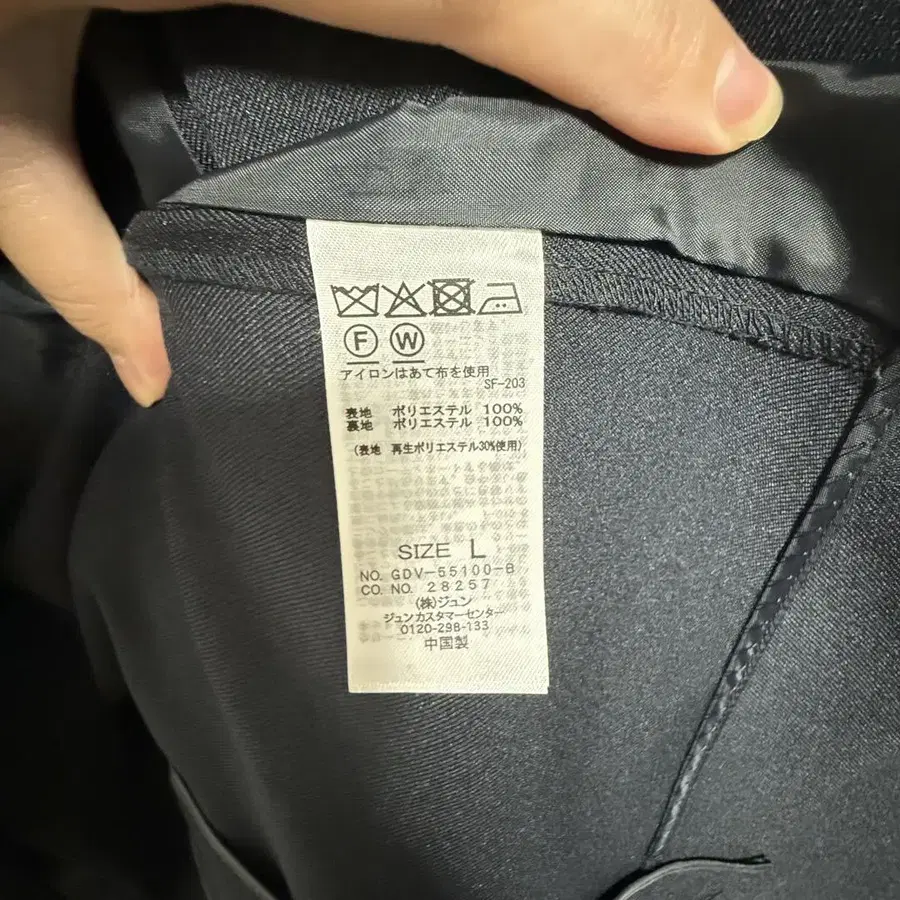 F W
アイロンはあて布を使用
SF-203
表地 ポリエステル 100%
裏地 ポリエステル 100%
(表地 再生ポリエステル30%使用)
SIZE L
NO. GDV-55100-B
CO. NO. 28257
(株)ジュン
ジュンカスタマーセンター
0120-298-133
中国製